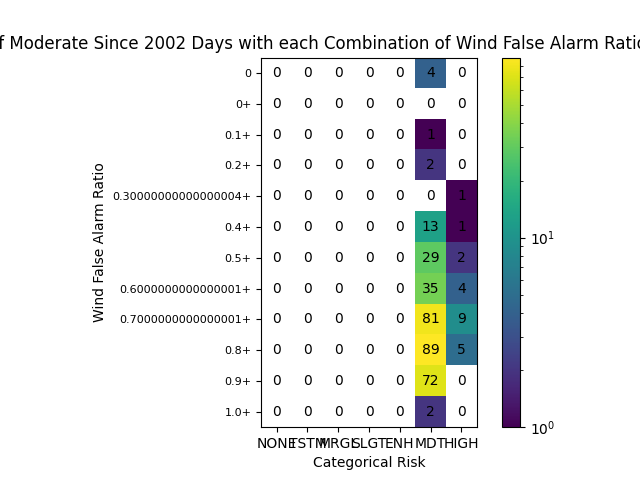 f Moderate Since 2002 Days with each Combination of Wind False Alarm Ratio
0 0 0 0 0 0 4 0
0+ 0 0 0 0 0 0 0
0.1+ 0 0 0 0 0 1 0
0.2+ 0 0 0 0 0 2 0
0.30000000000000004+ 0 0 0 0 0 0 1
0.4+ 0 0 0 0 0 13 1
0.5+ 0 0 0 0 0 29 2
0.6000000000000001+ 0 0 0 0 0 35 4
0.7000000000000001+ 0 0 0 0 0 81 9
0.8+ 0 0 0 0 0 89 5
0.9+ 0 0 0 0 0 72 0
1.0+ 0 0 0 0 0 2 0
NONE TSTM MRGL SLGT ENH MDT HIGH
Categorical Risk
Wind False Alarm Ratio
10¹
10⁰